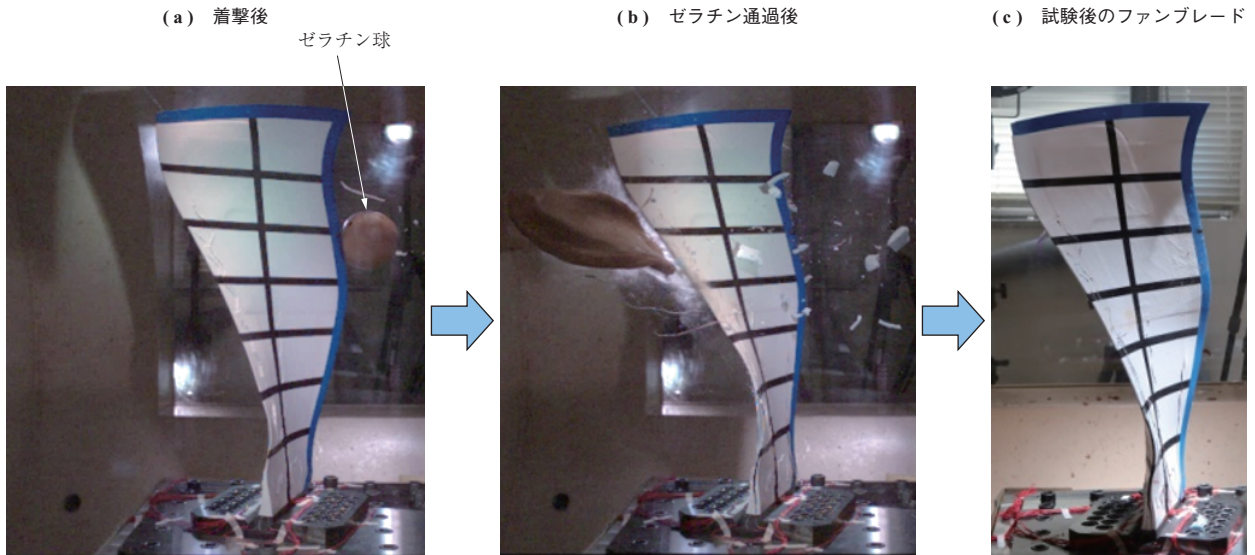 ( a ) 着撃後
ゼラチン球
( b ) ゼラチン通過後
( c ) 試験後のファンブレード